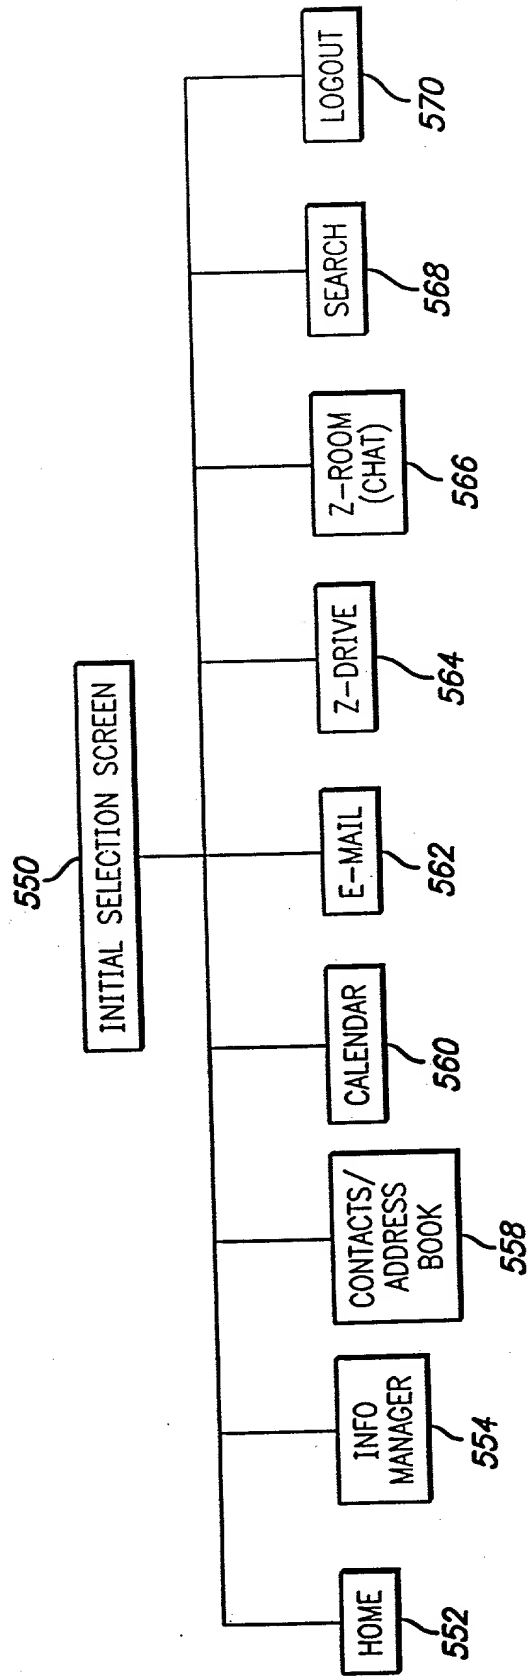 550
INITIAL SELECTION SCREEN
HOME
552
INFO
MANAGER
554
CONTACTS/
ADDRESS
BOOK
558
CALENDAR
560
E-MAIL
562
Z-DRIVE
564
Z-ROOM
(CHAT)
566
SEARCH
568
LOGOUT
570